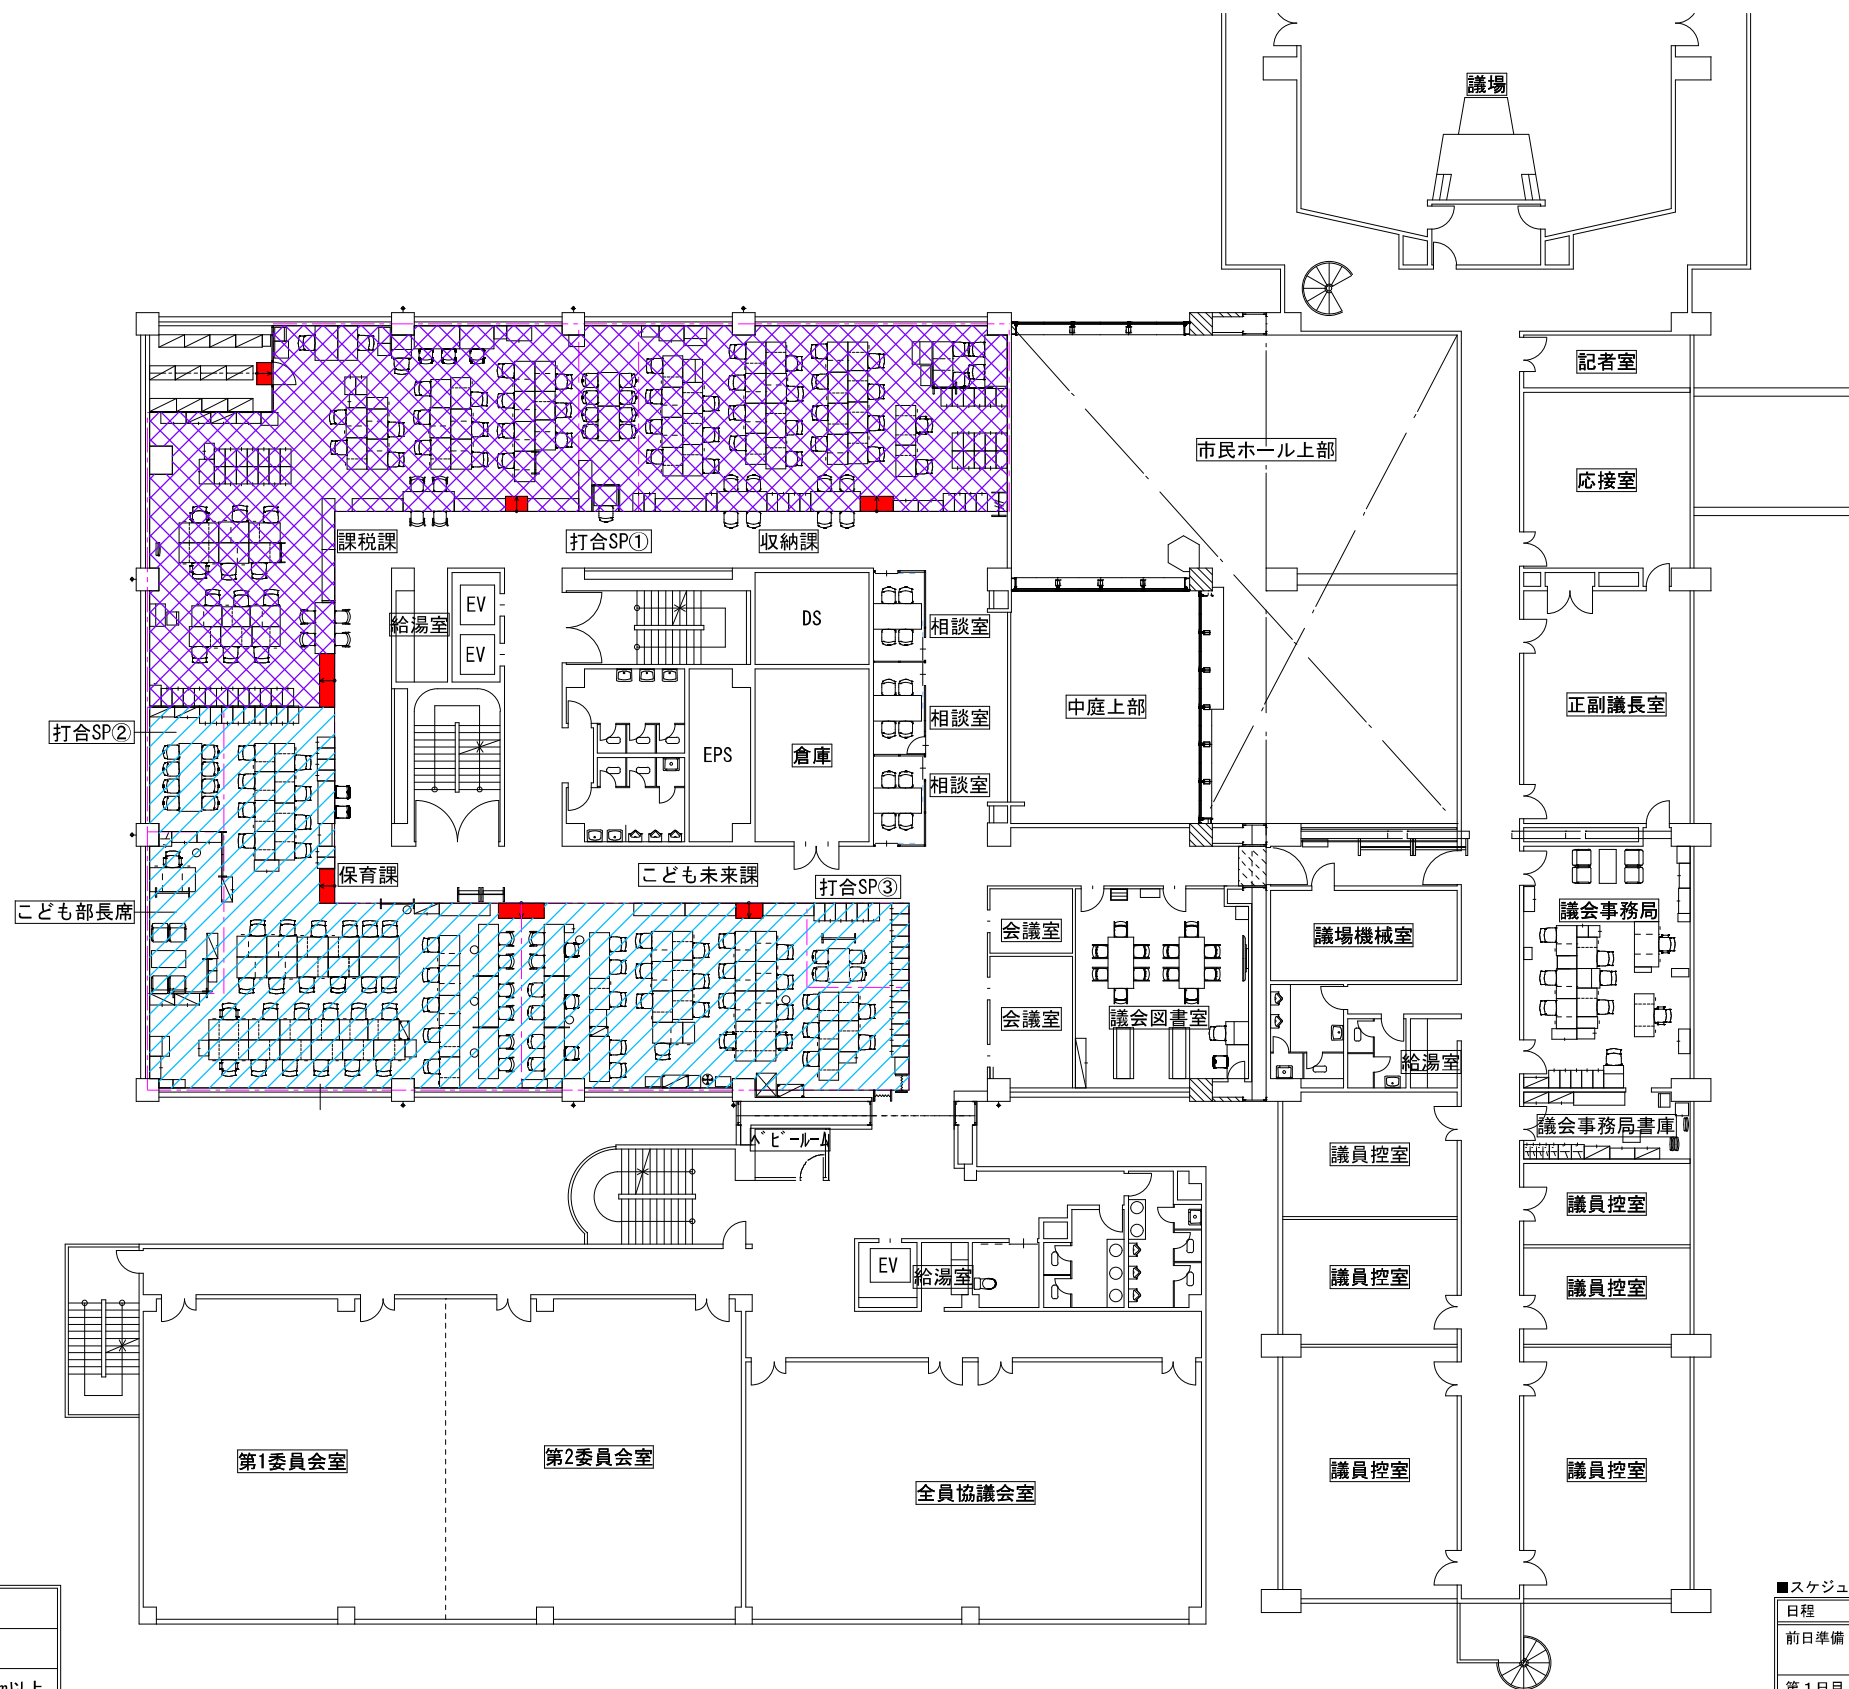 議場
記者室
市民ホール上部
応接室
課税課
打合SP①
収納課
EV
給湯室
DS
相談室
EV
正副議長室
中庭上部
相談室
打合SP②
EPS
倉庫
相談室
保育課
こども未来課
打合SP③
こども部長席
議会事務局
会議室
議場機械室
会議室
議会図書室
給湯室
議会事務局書庫
ベビールーム
議員控室
議員控室
EV
給湯室
議員控室
議員控室
第1委員会室
第2委員会室
議員控室
議員控室
全員協議会室
■スケジュ
日程
前日準備
第1日目
m以上